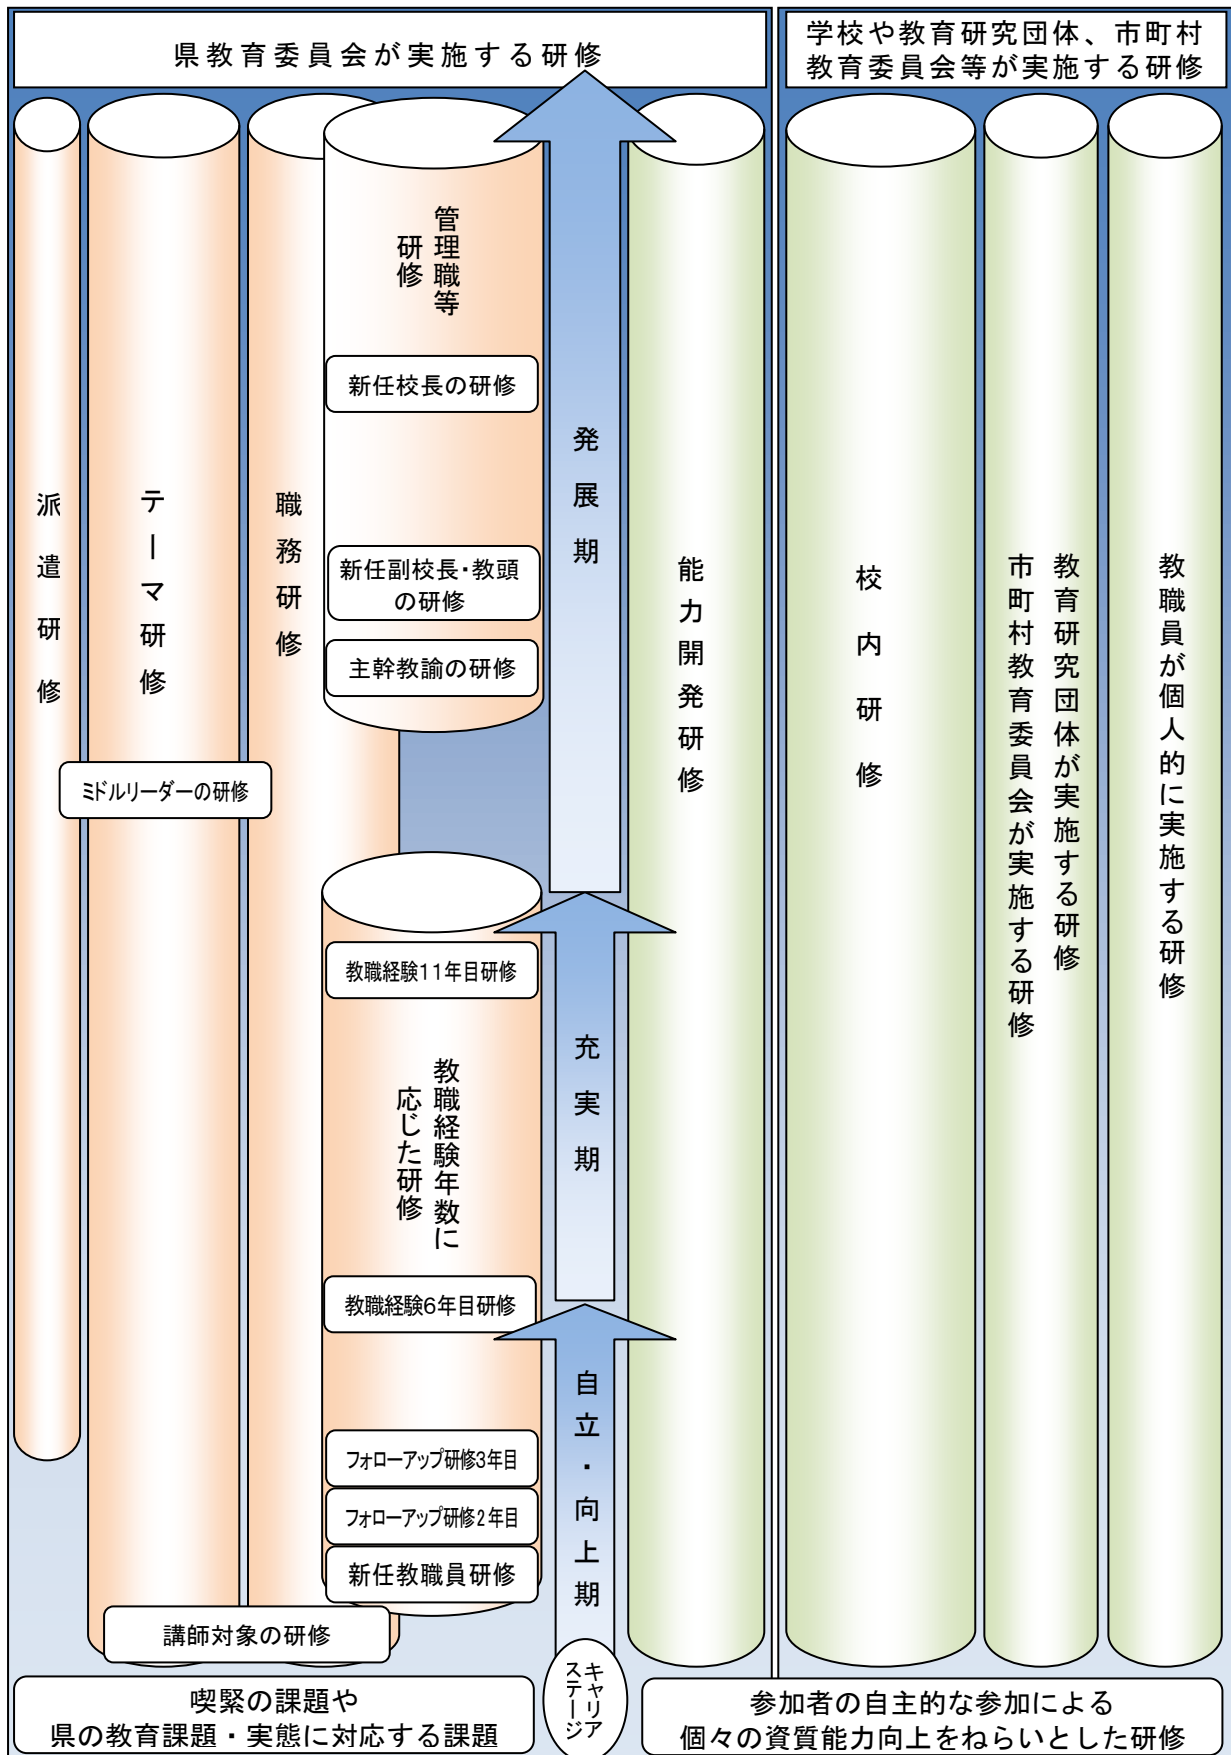 県教育委員会が実施する研修
学校や教育研究団体、市町村
教育委員会等が実施する研修
派遣研修
テーマ研修
職務研修
管理職等
研修
新任校長の研修
新任副校長・教頭
の研修
主幹教諭の研修
ミドルリーダーの研修
教職経験11年目研修
教職経験年数に
応じた研修
教職経験6年目研修
フォローアップ研修3年目
フォローアップ研修2年目
新任教職員研修
講師対象の研修
発展期
充実期
自立・向上期
キャリア
ステージ
能力開発研修
校内研修
教育研究団体が実施する研修
市町村教育委員会が実施する研修
教職員が個人的に実施する研修
喫緊の課題や
県の教育課題・実態に対応する課題
参加者の自主的な参加による
個々の資質能力向上をねらいとした研修